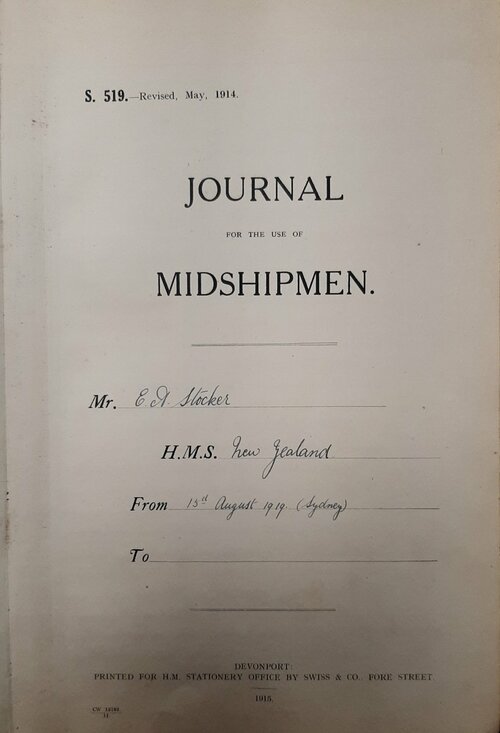 S. 519.—Revised, May, 1914.
JOURNAL
FOR THE USE OF
MIDSHIPMEN.
Mr. E. A. Stocker
H.M.S. New Zealand
From 15d August 1919. (Sydney)
To
DEVONPORT:
PRINTED FOR H.M. STATIONERY OFFICE BY SWISS & CO., FORE STREET.
1915.